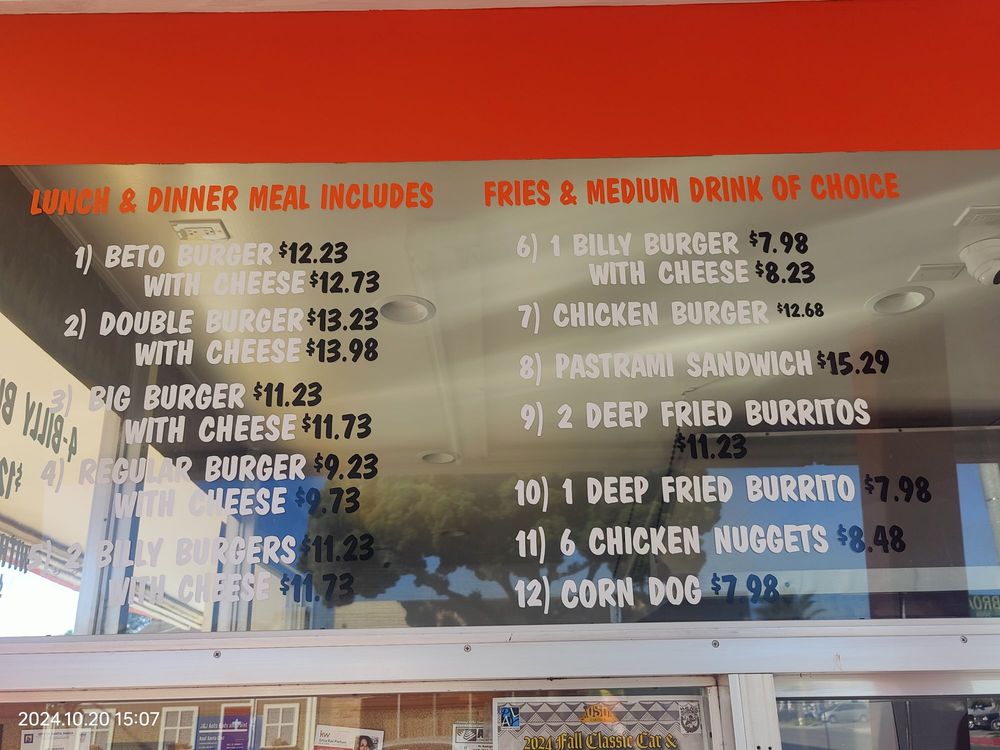 LUNCH & DINNER MEAL INCLUDES
1) BETO BURGER $12.23
WITH CHEESE $12.73
2) DOUBLE BURGER $13.23
WITH CHEESE $13.98
3) BIG BURGER $11.23
WITH CHEESE $11.73
4) REGULAR BURGER $9.23
WITH CHEESE $9.73
5) 2 BILLY BURGERS $11.23
WITH CHEESE $11.73
FRIES & MEDIUM DRINK OF CHOICE
6) 1 BILLY BURGER $7.98
WITH CHEESE $8.23
7) CHICKEN BURGER $12.68
8) PASTRAMI SANDWICH $15.29
9) 2 DEEP FRIED BURRITOS
$11.23
10) 1 DEEP FRIED BURRITO $7.98
11) 6 CHICKEN NUGGETS $8.48
12) CORN DOG $7.98
4-BILLY
kw
2024 Fall Classic Car &
2024.10.20 15:07